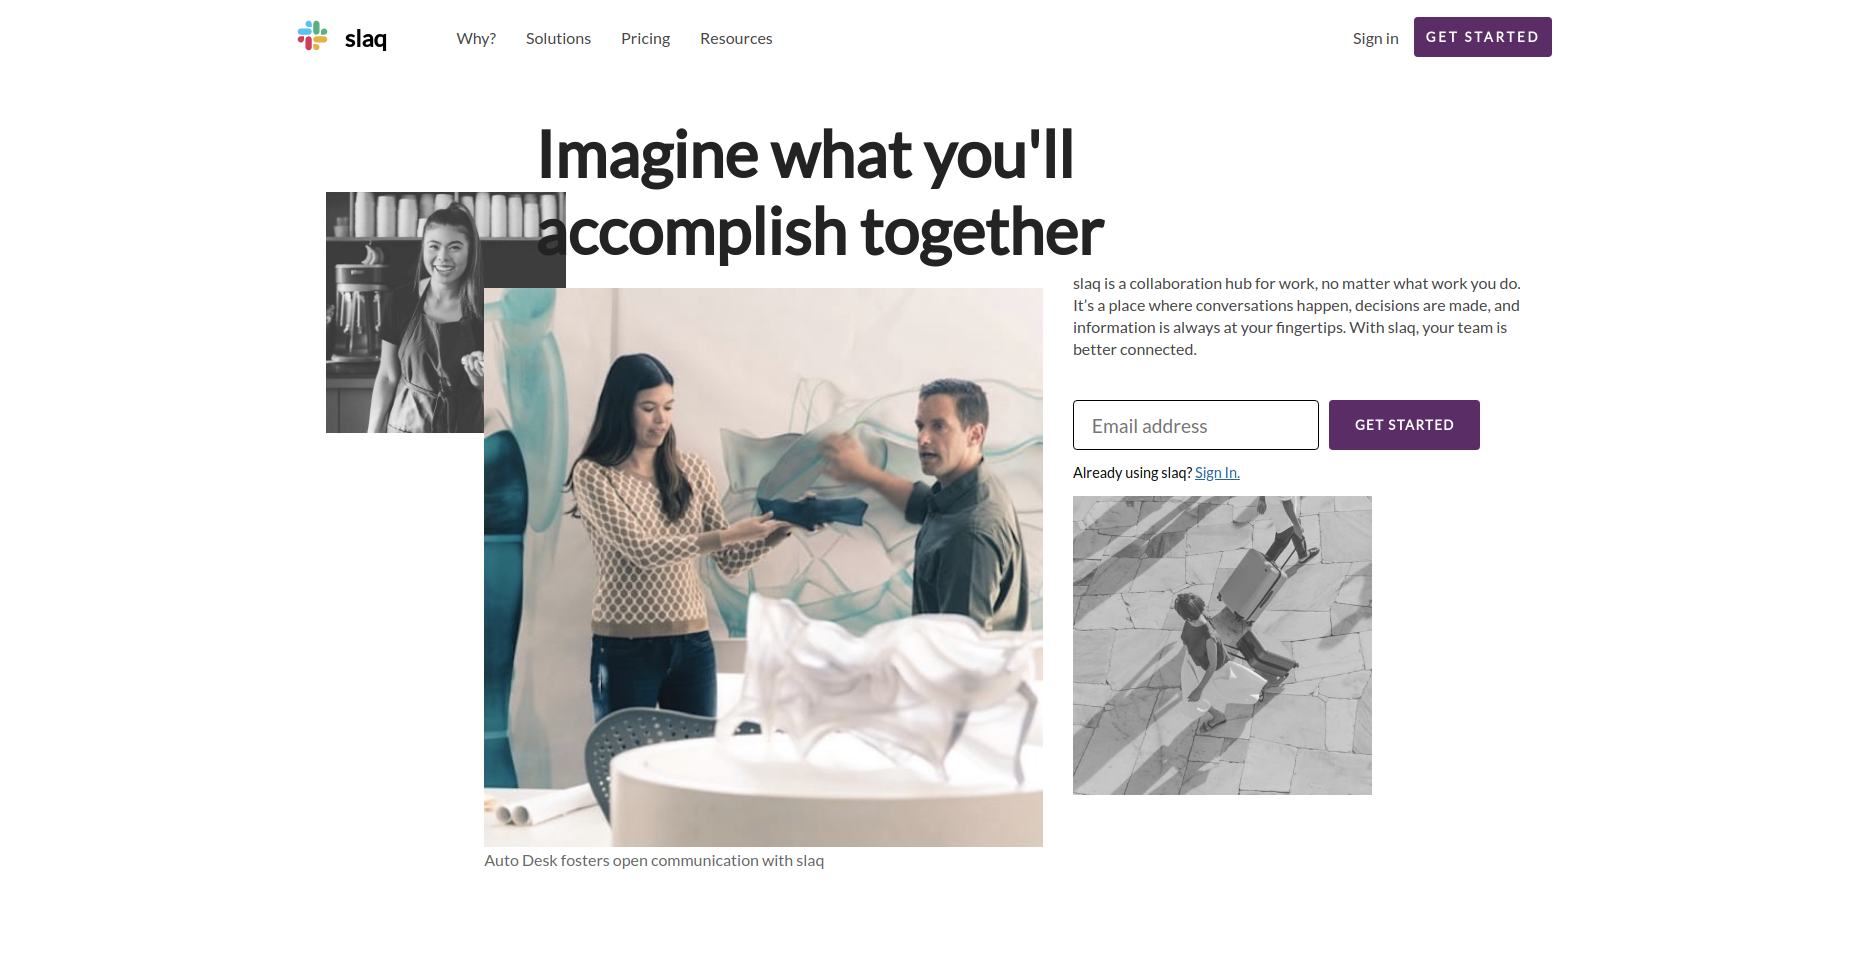 slaq
Why?
Solutions
Pricing
Resources
Sign in
GET STARTED
Imagine what you'll
accomplish together
slaq is a collaboration hub for work, no matter what work you do.
It’s a place where conversations happen, decisions are made, and
information is always at your fingertips. With slaq, your team is
better connected.
Email address
GET STARTED
Already using slaq? Sign In.
Auto Desk fosters open communication with slaq